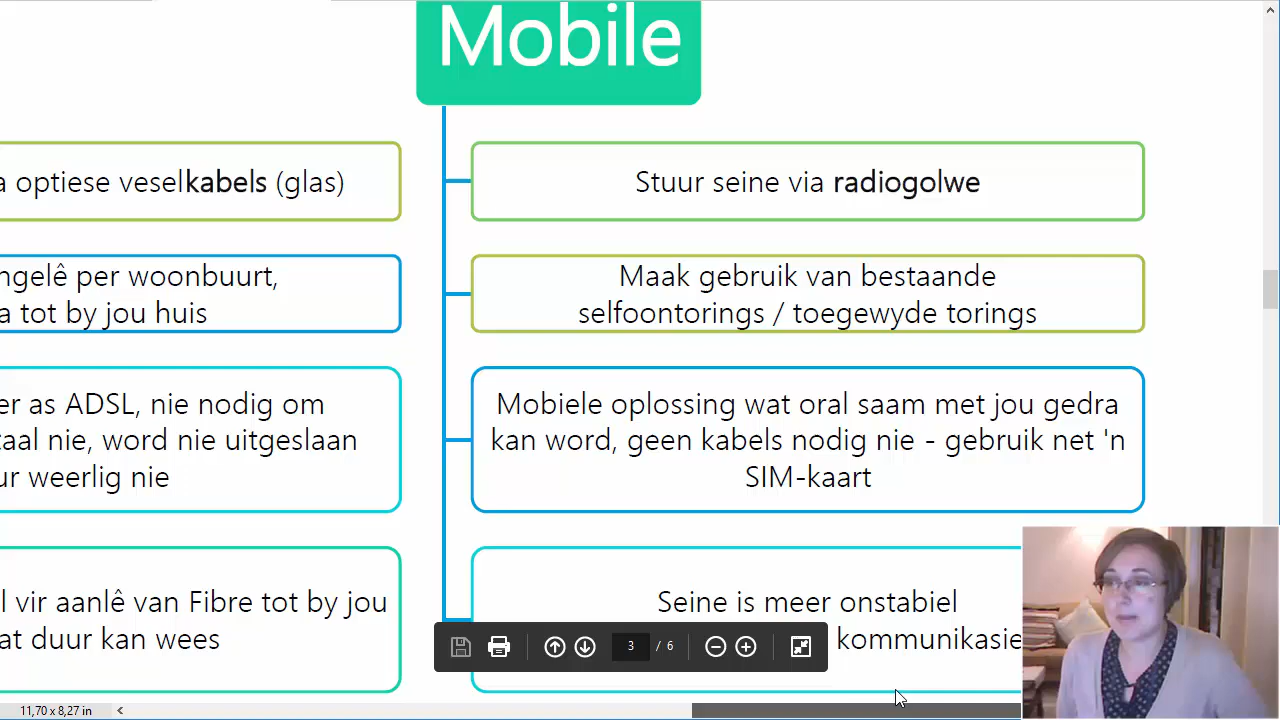 Mobile
a optiese veselkabels (glas)
Stuur seine via radiogolwe
ngelê per woonbuurt,
a tot by jou huis
Maak gebruik van bestaande
selfoontorings / toegewyde torings
er as ADSL, nie nodig om
taal nie, word nie uitgeslaan
ur weerlig nie
Mobiele oplossing wat oral saam met jou gedra
kan word, geen kabels nodig nie - gebruik net 'n
SIM-kaart
l vir aanlê van Fibre tot by jou
at duur kan wees
Seine is meer onstabiel
kommunikasie
3 / 6
11,70 x 8,27 in